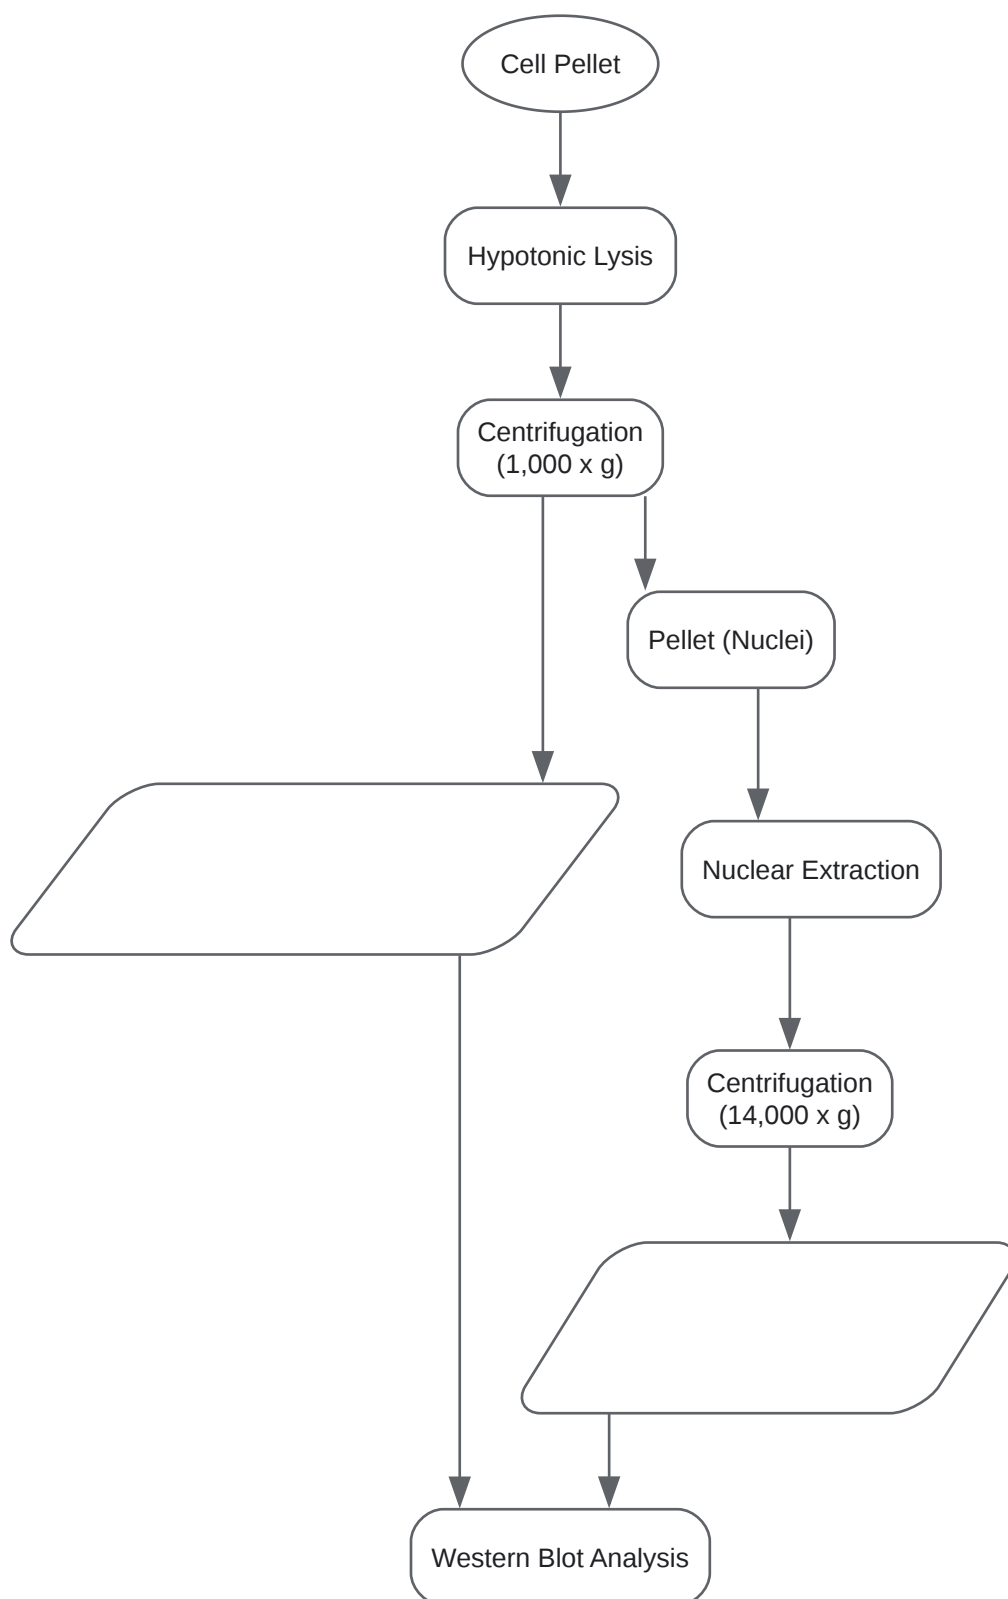 Cell Pellet
Hypotonic Lysis
Centrifugation
(1,000 x g)
Pellet (Nuclei)
Nuclear Extraction
Centrifugation
(14,000 x g)
Western Blot Analysis